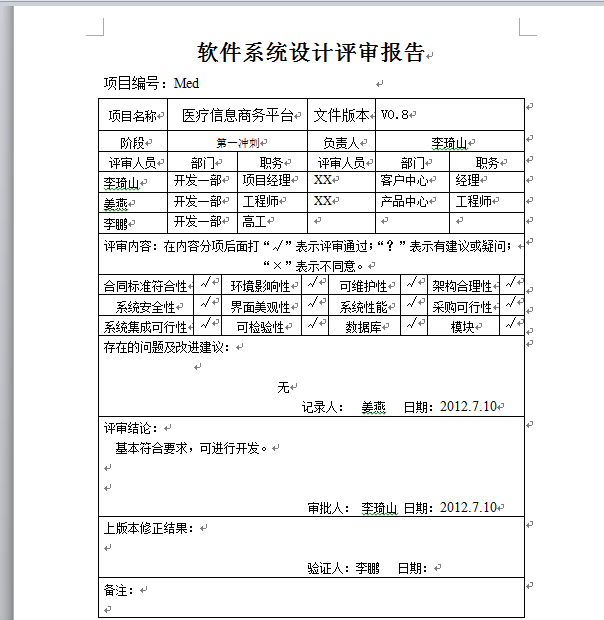 软件系统设计评审报告
项目编号：Med
项目名称 医疗信息商务平台 文件版本 V0.8
阶段 第一冲刺 负责人 李琦山
评审人员 部门 职务 评审人员 部门 职务
李琦山 开发一部 项目经理 XX 客户中心 经理
姜燕 开发一部 工程师 XX 产品中心 工程师
李鹏 开发一部 高工
评审内容：在内容分项后面打“√”表示评审通过；“？”表示有建议或疑问；
“×”表示不同意。
合同标准符合性 √ 环境影响性 √ 可维护性 √ 架构合理性 √
系统安全性 √ 界面美观性 √ 系统性能 √ 采购可行性 √
系统集成可行性 √ 可检验性 √ 数据库 √ 模块 √
存在的问题及改进建议：
无
记录人： 姜燕 日期：2012.7.10
评审结论：
基本符合要求，可进行开发。
审批人： 李琦山 日期：2012.7.10
上版本修正结果：
验证人：李鹏 日期：
备注：